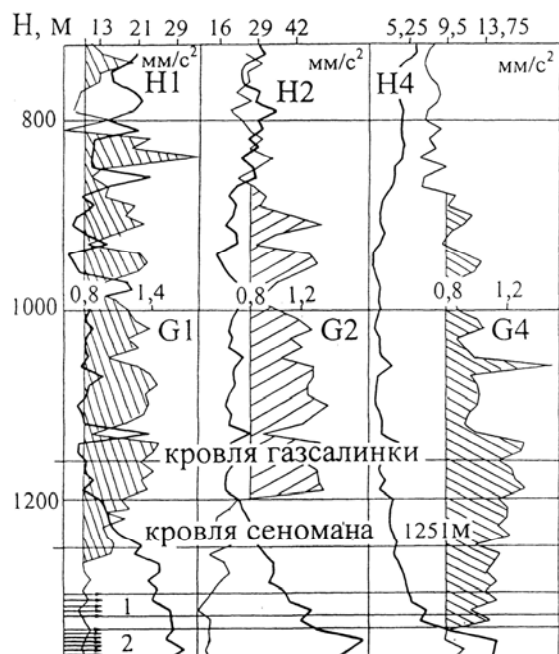 H, м 13 21 29 16 29 42 5,25 9,5 13,75
мм/с² мм/с² мм/с²
H1 H2 H4
800
0,8 1,4 0,8 1,2 0,8 1,2
1000
G1 G2 G4
кровля газсалинки
1200
кровля сеномана 1251м
1
2